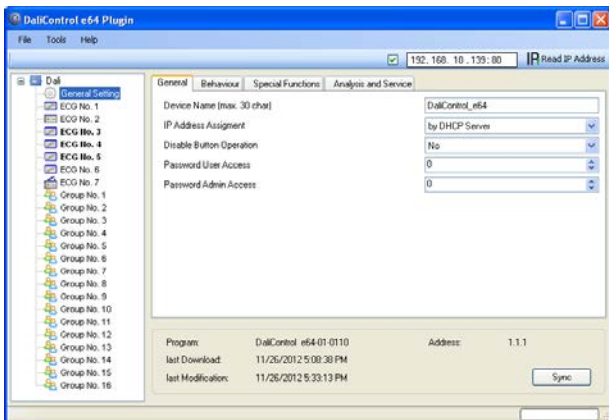 DaliControl e64 Plugin
File Tools Help
192. 168. 10 .139: 80 IP Read IP Address
Dali
General Setting
ECG No. 1
ECG No. 2
ECG No. 3
ECG No. 4
ECG No. 5
ECG No. 6
ECG No. 7
Group No. 1
Group No. 2
Group No. 3
Group No. 4
Group No. 5
Group No. 6
Group No. 7
Group No. 8
Group No. 9
Group No. 10
Group No. 11
Group No. 12
Group No. 13
Group No. 14
Group No. 15
Group No. 16
General Behaviour Special Functions Analysis and Service
Device Name (max. 30 char) DaliControl_e64
IP Address Assigment by DHCP Server
Disable Button Operation No
Password User Access 0
Password Admin Access 0
Program: DaliControl e64-01-0110 Address: 1.1.1
last Download: 11/26/2012 5:08:38 PM
last Modification: 11/26/2012 5:33:13 PM
Sync